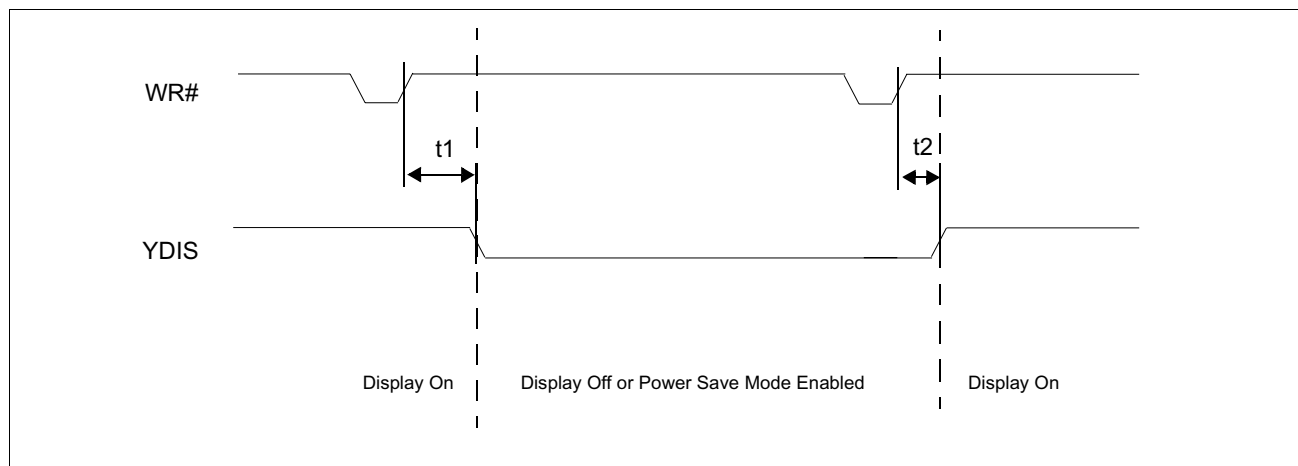 WR#
t1
t2
YDIS
Display On
Display Off or Power Save Mode Enabled
Display On